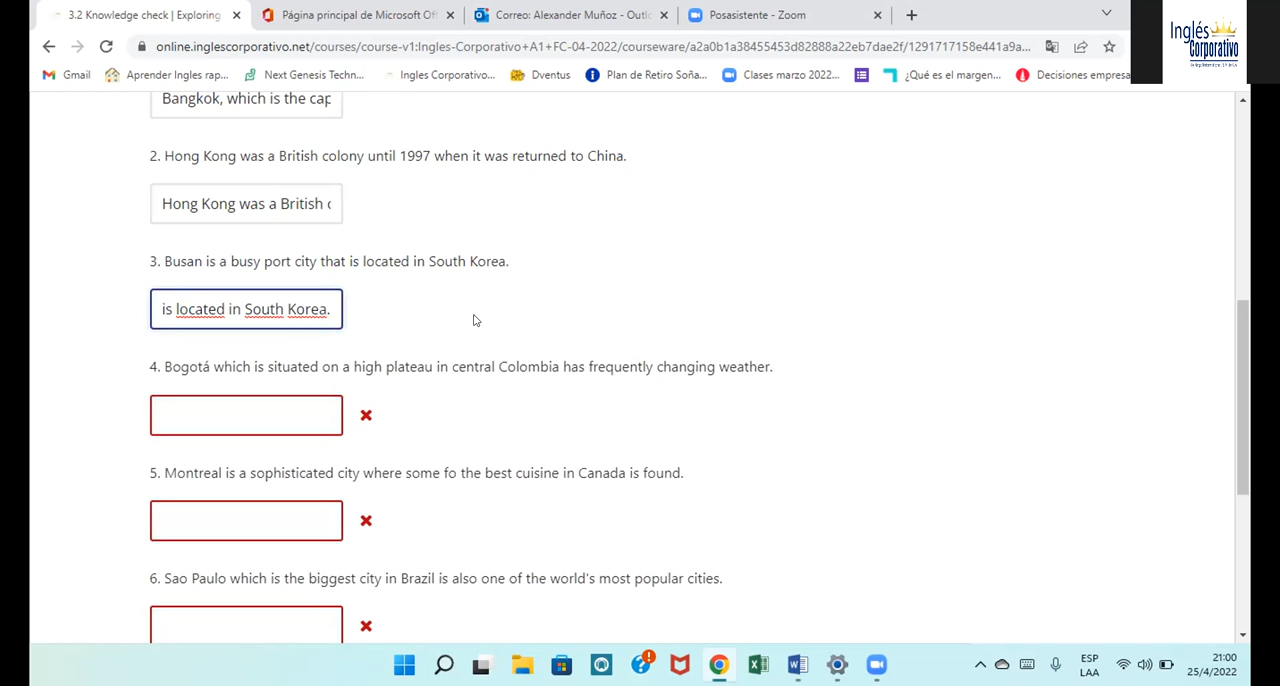 3.2 Knowledge check | Exploring
Página principal de Microsoft Of
Correo: Alexander Muñoz - Outlo
Posasistente - Zoom
Inglés
Corporativo
online.inglescorporativo.net/courses/course-v1:Ingles-Corporativo+A1+FC-04-2022/courseware/a2a0b1a38455453d82888a22eb7dae2f/1291717158e441a9a...
Gmail
Aprender Ingles rap...
Next Genesis Techn...
Ingles Corporativo...
Dventus
Plan de Retiro Soña...
Clases marzo 2022...
¿Qué es el margen...
Decisiones empresa
Bangkok, which is the cap
2. Hong Kong was a British colony until 1997 when it was returned to China.
Hong Kong was a British c
3. Busan is a busy port city that is located in South Korea.
is located in South Korea.
4. Bogotá which is situated on a high plateau in central Colombia has frequently changing weather.
5. Montreal is a sophisticated city where some fo the best cuisine in Canada is found.
6. Sao Paulo which is the biggest city in Brazil is also one of the world's most popular cities.
ESP
LAA
21:00
25/4/2022